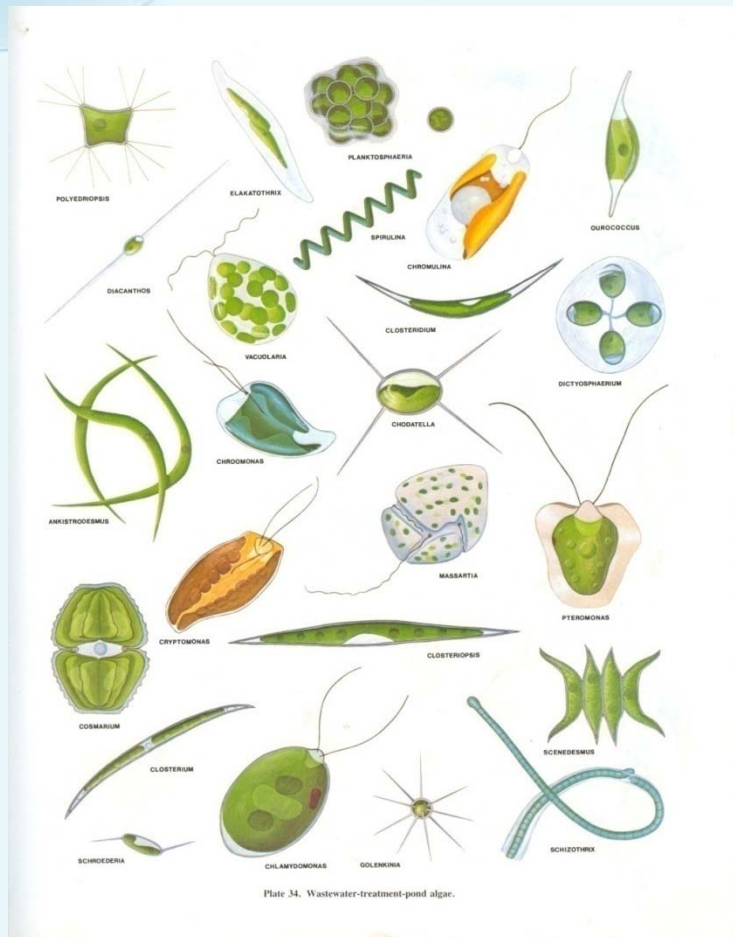 PLANKTOSPHAERIA
POLYEDRIOPSIS
ELAKATOTHRIX
OUROCOCCUS
SPIRULINA
CHROMULINA
DIACANTHOS
CLOSTERIDIUM
VACUOLARIA
DICTYOSPHAERIUM
CHODATELLA
CHROOMONAS
ANKISTRODESMUS
MASSARTIA
PTEROMONAS
CRYPTOMONAS
CLOSTERIOPSIS
COSMARIUM
SCENEDESMUS
CLOSTERIUM
SCHROEDERIA
CHLAMYDOMONAS
GOLENKINIA
SCHIZOTHRIX
Plate 34. Wastewater-treatment-pond algae.